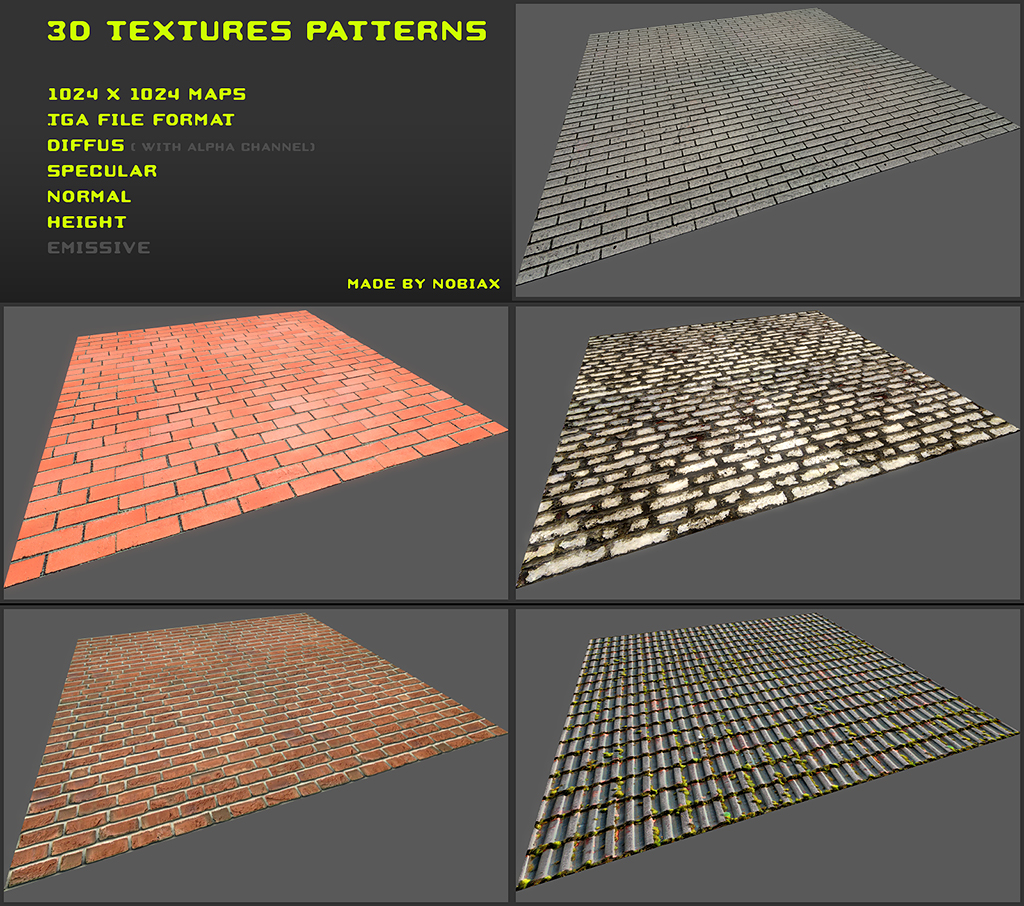 3D TEXTURES PATTERNS
1024 X 1024 MAPS
TGA FILE FORMAT
DIFFUS ( WITH ALPHA CHANNEL)
SPECULAR
NORMAL
HEIGHT
EMISSIVE
MADE BY NOBIAX